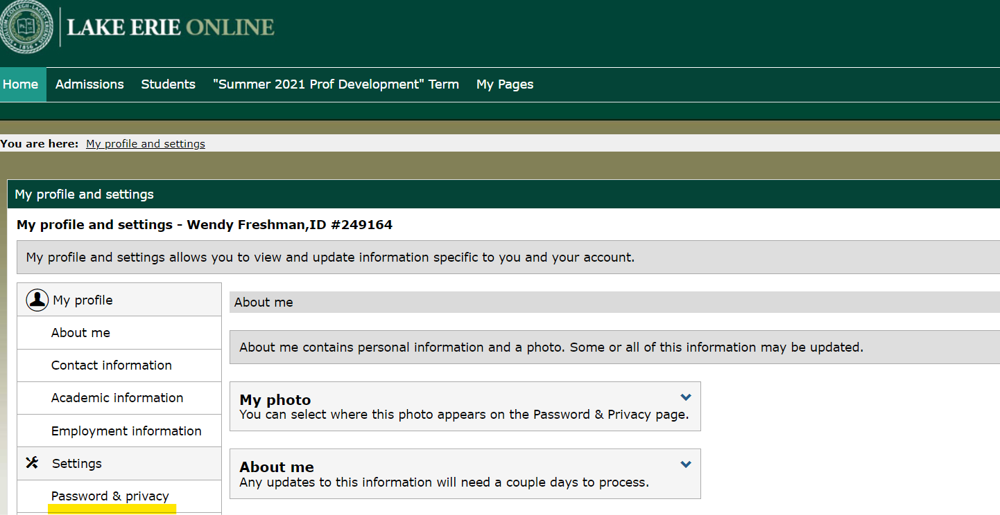 LAKE ERIE ONLINE
Home Admissions Students "Summer 2021 Prof Development" Term My Pages
You are here: My profile and settings
My profile and settings
My profile and settings - Wendy Freshman,ID #249164
My profile and settings allows you to view and update information specific to you and your account.
My profile
About me
Contact information
Academic information
Employment information
Settings
Password & privacy
About me
About me contains personal information and a photo. Some or all of this information may be updated.
My photo
You can select where this photo appears on the Password & Privacy page.
About me
Any updates to this information will need a couple days to process.